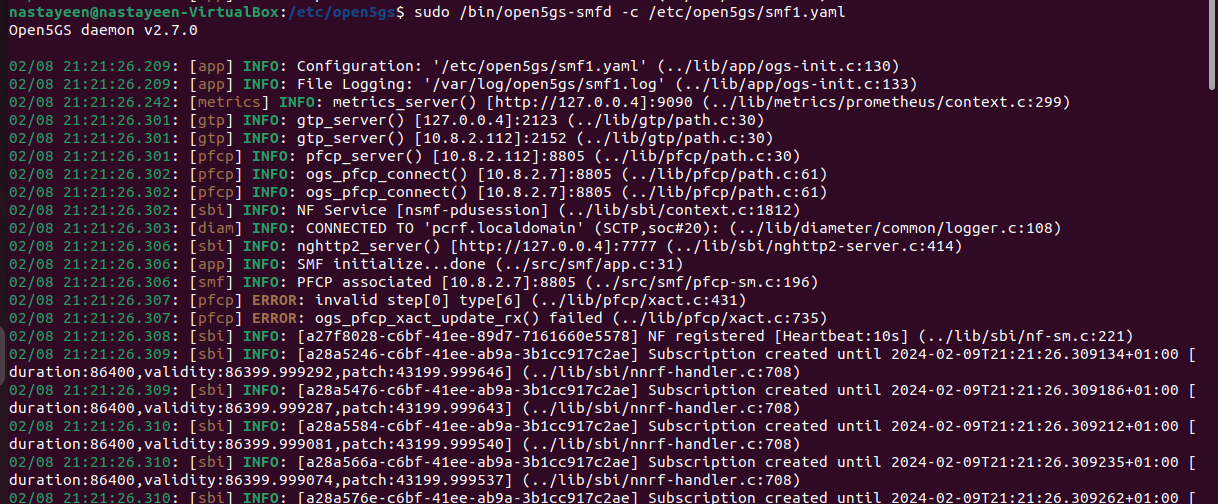 nastayeen@nastayeen-VirtualBox:/etc/open5gs$ sudo /bin/open5gs-smfd -c /etc/open5gs/smf1.yaml
Open5GS daemon v2.7.0
02/08 21:21:26.209: [app] INFO: Configuration: '/etc/open5gs/smf1.yaml' (../lib/app/ogs-init.c:130)
02/08 21:21:26.209: [app] INFO: File Logging: '/var/log/open5gs/smf1.log' (../lib/app/ogs-init.c:133)
02/08 21:21:26.242: [metrics] INFO: metrics_server() [http://127.0.0.4]:9090 (../lib/metrics/prometheus/context.c:299)
02/08 21:21:26.301: [gtp] INFO: gtp_server() [127.0.0.4]:2123 (../lib/gtp/path.c:30)
02/08 21:21:26.301: [gtp] INFO: gtp_server() [10.8.2.112]:2152 (../lib/gtp/path.c:30)
02/08 21:21:26.301: [pfcp] INFO: pfcp_server() [10.8.2.112]:8805 (../lib/pfcp/path.c:30)
02/08 21:21:26.302: [pfcp] INFO: ogs_pfcp_connect() [10.8.2.7]:8805 (../lib/pfcp/path.c:61)
02/08 21:21:26.302: [pfcp] INFO: ogs_pfcp_connect() [10.8.2.7]:8805 (../lib/pfcp/path.c:61)
02/08 21:21:26.302: [sbi] INFO: NF Service [nsmf-pdusession] (../lib/sbi/context.c:1812)
02/08 21:21:26.303: [diam] INFO: CONNECTED TO 'pcrf.localdomain' (SCTP,soc#20): (../lib/diameter/common/logger.c:108)
02/08 21:21:26.306: [sbi] INFO: nghttp2_server() [http://127.0.0.4]:7777 (../lib/sbi/nghttp2-server.c:414)
02/08 21:21:26.306: [app] INFO: SMF initialize...done (../src/smf/app.c:31)
02/08 21:21:26.306: [smf] INFO: PFCP associated [10.8.2.7]:8805 (../src/smf/pfcp-sm.c:196)
02/08 21:21:26.307: [pfcp] ERROR: invalid step[0] type[6] (../lib/pfcp/xact.c:431)
02/08 21:21:26.307: [pfcp] ERROR: ogs_pfcp_xact_update_rx() failed (../lib/pfcp/xact.c:735)
02/08 21:21:26.308: [sbi] INFO: [a27f8028-c6bf-41ee-89d7-7161660e5578] NF registered [Heartbeat:10s] (../lib/sbi/nf-sm.c:221)
02/08 21:21:26.309: [sbi] INFO: [a28a5246-c6bf-41ee-ab9a-3b1cc917c2ae] Subscription created until 2024-02-09T21:21:26.309134+01:00 [
duration:86400,validity:86399.999292,patch:43199.999646] (../lib/sbi/nnrf-handler.c:708)
02/08 21:21:26.309: [sbi] INFO: [a28a5476-c6bf-41ee-ab9a-3b1cc917c2ae] Subscription created until 2024-02-09T21:21:26.309186+01:00 [
duration:86400,validity:86399.999287,patch:43199.999643] (../lib/sbi/nnrf-handler.c:708)
02/08 21:21:26.310: [sbi] INFO: [a28a5584-c6bf-41ee-ab9a-3b1cc917c2ae] Subscription created until 2024-02-09T21:21:26.309212+01:00 [
duration:86400,validity:86399.999081,patch:43199.999540] (../lib/sbi/nnrf-handler.c:708)
02/08 21:21:26.310: [sbi] INFO: [a28a566a-c6bf-41ee-ab9a-3b1cc917c2ae] Subscription created until 2024-02-09T21:21:26.309235+01:00 [
duration:86400,validity:86399.999074,patch:43199.999537] (../lib/sbi/nnrf-handler.c:708)
02/08 21:21:26.310: [sbi] INFO: [a28a576e-c6bf-41ee-ab9a-3b1cc917c2ae] Subscription created until 2024-02-09T21:21:26.309262+01:00 [